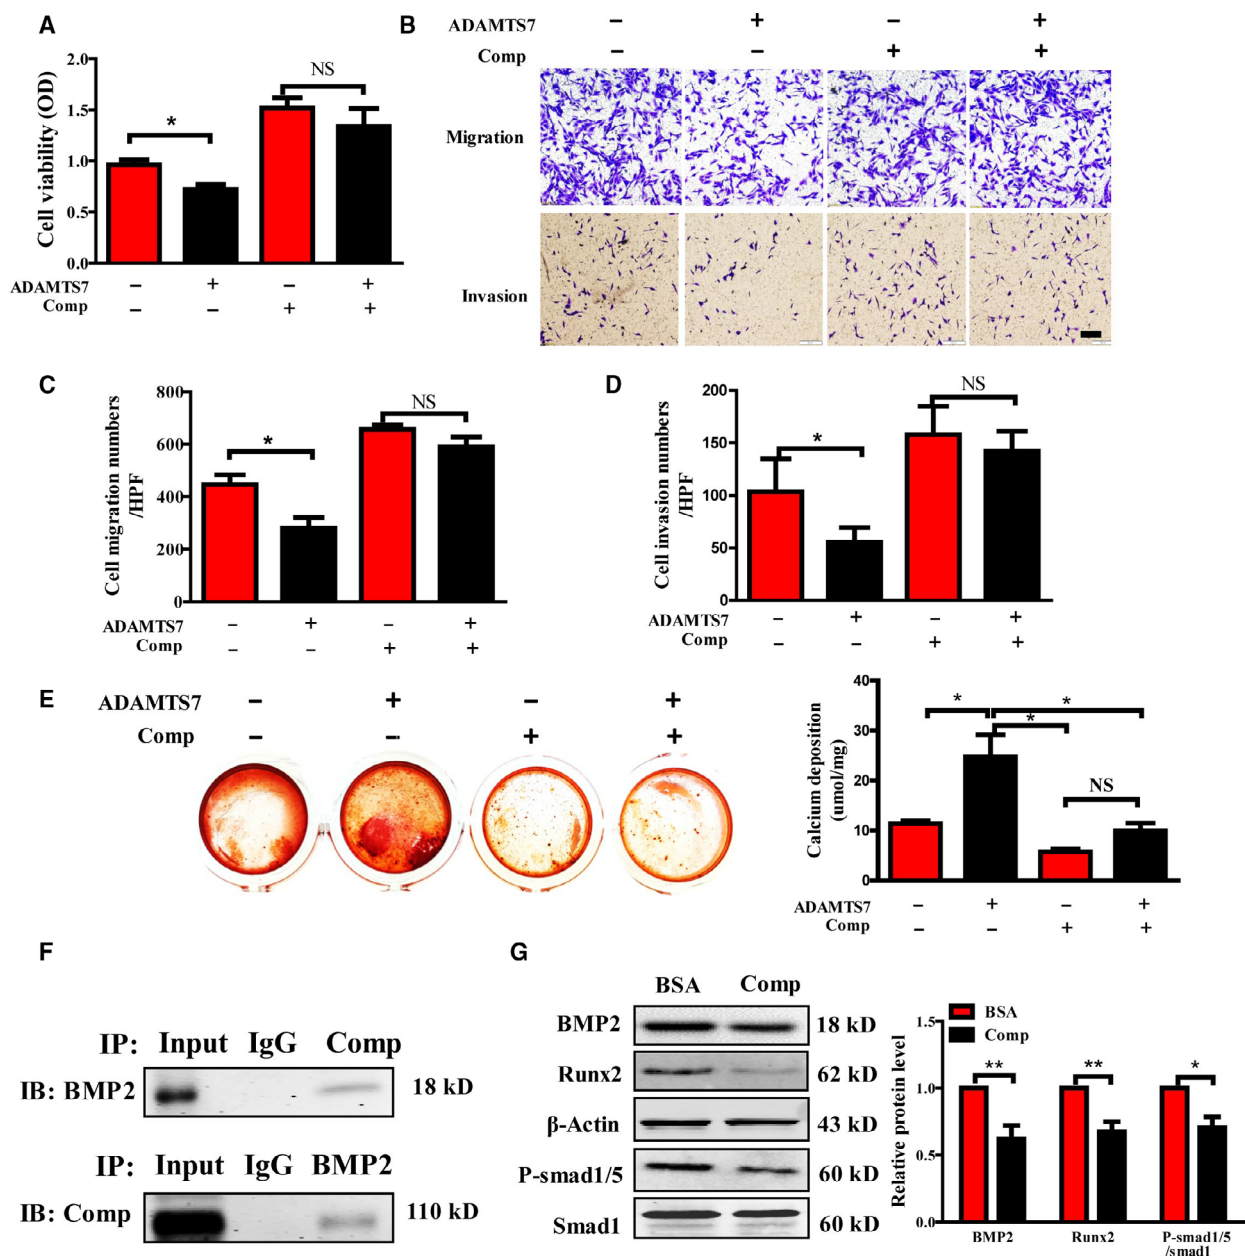 A
Cell viability (OD)
2.0
1.5
1.0
0.5
0.0
*
NS
ADAMTS7 − + − +
Comp − − + +
B
ADAMTS7 − + − +
Comp − − + +
Migration
Invasion
C
Cell migration numbers
/HPF
800
600
400
200
0
*
NS
ADAMTS7 − + − +
Comp − − + +
D
Cell invasion numbers
/HPF
200
150
100
50
0
*
NS
ADAMTS7 − + − +
Comp − − + +
E
ADAMTS7 − + − +
Comp − − + +
Calcium deposition
(umol/mg)
40
30
20
10
0
* * *
NS
ADAMTS7 − + − +
Comp − − + +
F
IP: Input IgG Comp
IB: BMP2 18 kD
IP: Input IgG BMP2
IB: Comp 110 kD
G
BSA Comp
BMP2 18 kD
Runx2 62 kD
β-Actin 43 kD
P-smad1/5 60 kD
Smad1 60 kD
Relative protein level
1.5
1.0
0.5
0.0
BSA
Comp
** ** *
BMP2 Runx2 P-smad1/5
/smad1